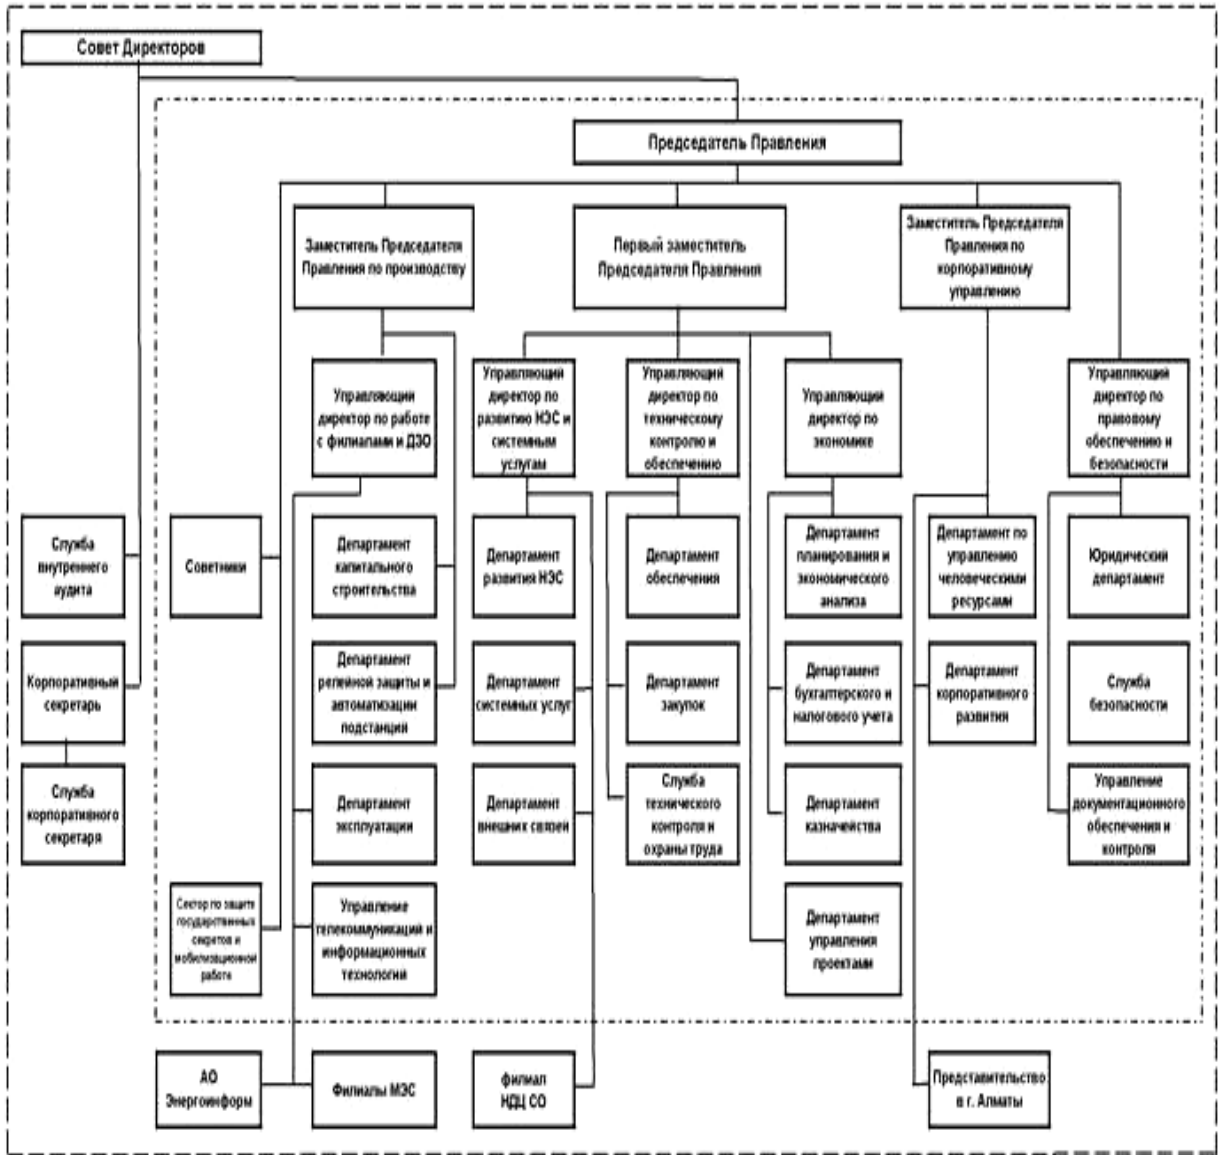 Совет Директоров
Председатель Правления
Заместитель Председателя
Правления по производству
Первый заместитель
Председателя Правления
Заместитель Председателя
Правления по
корпоративному
управлению
Управляющий
директор по работе
с филиалами и ДЗО
Управляющий
директор по
развитию НЭС и
системным
услугам
Управляющий
директор по
техническому
контролю и
обеспечению
Управляющий
директор по
экономике
Управляющий
директор по
правовому
обеспечению и
безопасности
Служба
внутреннего
аудита
Советники
Департамент
капитального
строительства
Департамент
развития НЭС
Департамент
обеспечения
Департамент
планирования и
экономического
анализа
Департамент по
управлению
человеческими
ресурсами
Юридический
департамент
Корпоративный
секретарь
Департамент
релейной защиты и
автоматизации
подстанций
Департамент
системных услуг
Департамент
закупок
Департамент
бухгалтерского и
налогового учета
Департамент
корпоративного
развития
Служба
безопасности
Служба
корпоративного
секретаря
Департамент
эксплуатации
Департамент
внешних связей
Служба
технического
контроля и
охраны труда
Департамент
казначейства
Управление
документационного
обеспечения и
контроля
Сектор по защите
государственных
секретов и
мобилизационной
работе
Управление
телекоммуникаций и
информационных
технологий
Департамент
управления
проектами
АО
Энергоинформ
Филиалы МЭС
филиал
НДЦ СО
Представительство
в г. Алматы